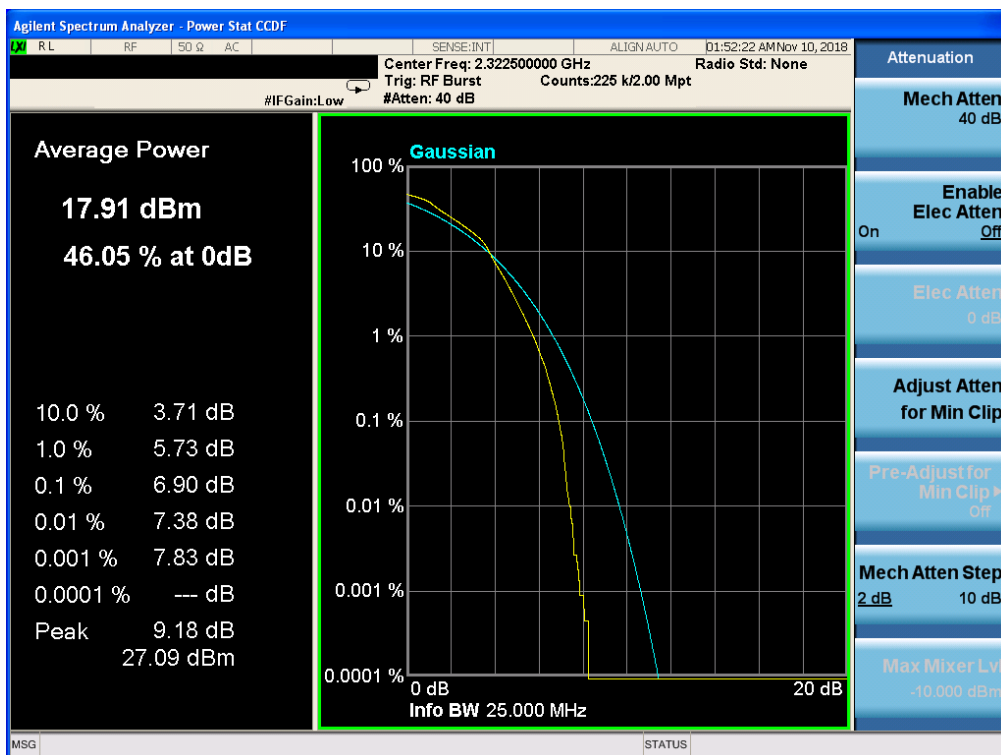 Agilent Spectrum Analyzer - Power Stat CCDF
LXI RL RF 50 Ω AC SENSE:INT ALIGN AUTO 01:52:22 AM Nov 10, 2018
Center Freq: 2.322500000 GHz Radio Std: None
Trig: RF Burst Counts:225 k/2.00 Mpt
#IFGain:Low #Atten: 40 dB
Average Power
17.91 dBm
46.05 % at 0dB
10.0 % 3.71 dB
1.0 % 5.73 dB
0.1 % 6.90 dB
0.01 % 7.38 dB
0.001 % 7.83 dB
0.0001 % --- dB
Peak 9.18 dB
27.09 dBm
Gaussian
100 %
10 %
1 %
0.1 %
0.01 %
0.001 %
0.0001 %
0 dB 20 dB
Info BW 25.000 MHz
Attenuation
Mech Atten
40 dB
Enable
Elec Atten
On Off
Elec Atten
0 dB
Adjust Atten
for Min Clip
Pre-Adjust for
Min Clip
Off
Mech Atten Step
2 dB 10 dB
Max Mixer Lvl
-10.000 dBm
MSG STATUS